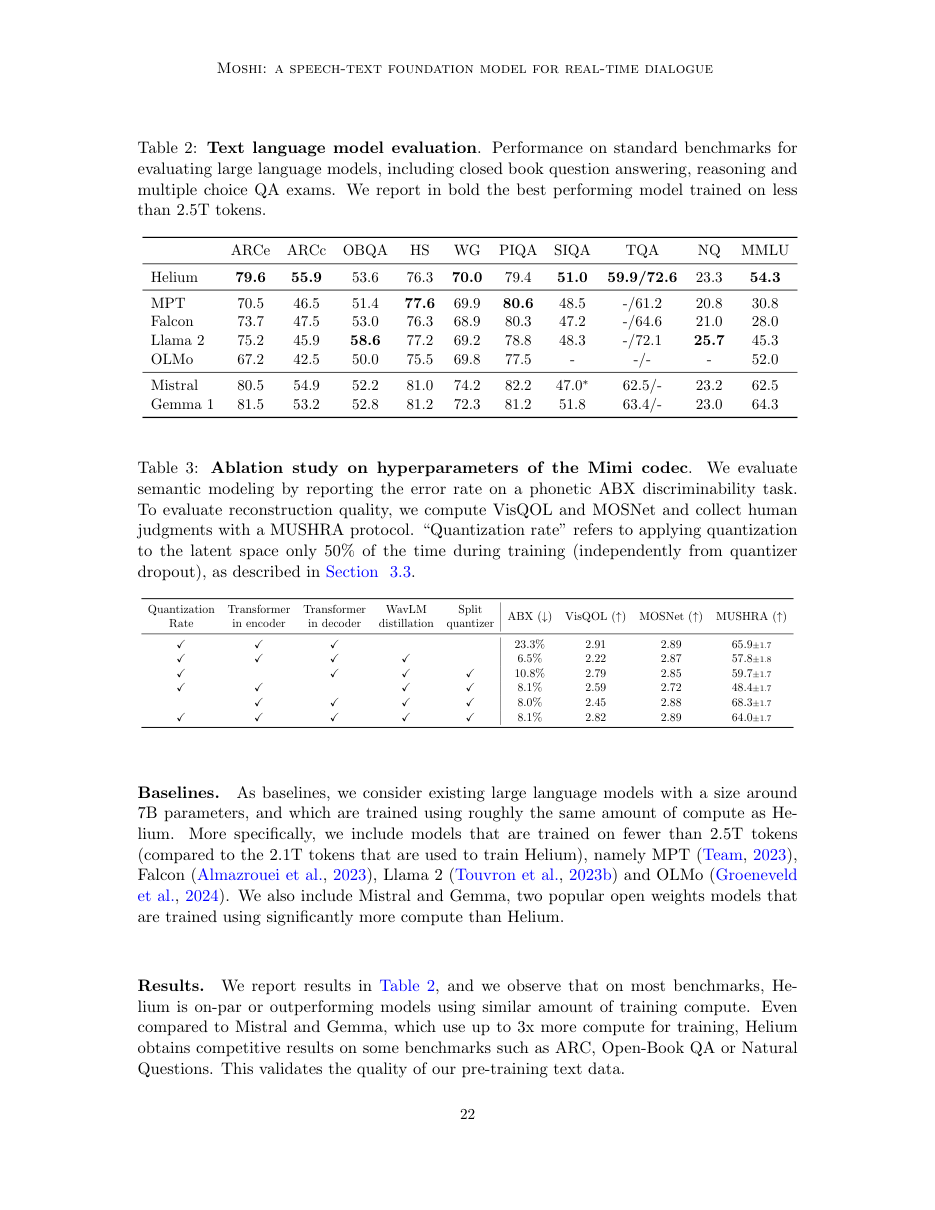 Moshi: a speech-text foundation model for real-time dialogue
Table 2: Text language model evaluation. Performance on standard benchmarks for
evaluating large language models, including closed book question answering, reasoning and
multiple choice QA exams. We report in bold the best performing model trained on less
than 2.5T tokens.
ARCe ARCc OBQA HS WG PIQA SIQA TQA NQ MMLU
Helium 79.6 55.9 53.6 76.3 70.0 79.4 51.0 59.9/72.6 23.3 54.3
MPT 70.5 46.5 51.4 77.6 69.9 80.6 48.5 -/61.2 20.8 30.8
Falcon 73.7 47.5 53.0 76.3 68.9 80.3 47.2 -/64.6 21.0 28.0
Llama 2 75.2 45.9 58.6 77.2 69.2 78.8 48.3 -/72.1 25.7 45.3
OLMo 67.2 42.5 50.0 75.5 69.8 77.5 - -/- - 52.0
Mistral 80.5 54.9 52.2 81.0 74.2 82.2 47.0* 62.5/- 23.2 62.5
Gemma 1 81.5 53.2 52.8 81.2 72.3 81.2 51.8 63.4/- 23.0 64.3
Table 3: Ablation study on hyperparameters of the Mimi codec. We evaluate
semantic modeling by reporting the error rate on a phonetic ABX discriminability task.
To evaluate reconstruction quality, we compute VisQOL and MOSNet and collect human
judgments with a MUSHRA protocol. “Quantization rate” refers to applying quantization
to the latent space only 50% of the time during training (independently from quantizer
dropout), as described in Section 3.3.
Quantization Transformer Transformer WavLM Split
Rate in encoder in decoder distillation quantizer ABX (↓) VisQOL (↑) MOSNet (↑) MUSHRA (↑)
✓ ✓ ✓ 23.3% 2.91 2.89 65.9±1.7
✓ ✓ ✓ ✓ 6.5% 2.22 2.87 57.8±1.8
✓ ✓ ✓ ✓ 10.8% 2.79 2.85 59.7±1.7
✓ ✓ ✓ ✓ 8.1% 2.59 2.72 48.4±1.7
✓ ✓ ✓ ✓ 8.0% 2.45 2.88 68.3±1.7
✓ ✓ ✓ ✓ ✓ 8.1% 2.82 2.89 64.0±1.7
Baselines. As baselines, we consider existing large language models with a size around
7B parameters, and which are trained using roughly the same amount of compute as He-
lium. More specifically, we include models that are trained on fewer than 2.5T tokens
(compared to the 2.1T tokens that are used to train Helium), namely MPT (Team, 2023),
Falcon (Almazrouei et al., 2023), Llama 2 (Touvron et al., 2023b) and OLMo (Groeneveld
et al., 2024). We also include Mistral and Gemma, two popular open weights models that
are trained using significantly more compute than Helium.
Results. We report results in Table 2, and we observe that on most benchmarks, He-
lium is on-par or outperforming models using similar amount of training compute. Even
compared to Mistral and Gemma, which use up to 3x more compute for training, Helium
obtains competitive results on some benchmarks such as ARC, Open-Book QA or Natural
Questions. This validates the quality of our pre-training text data.
22